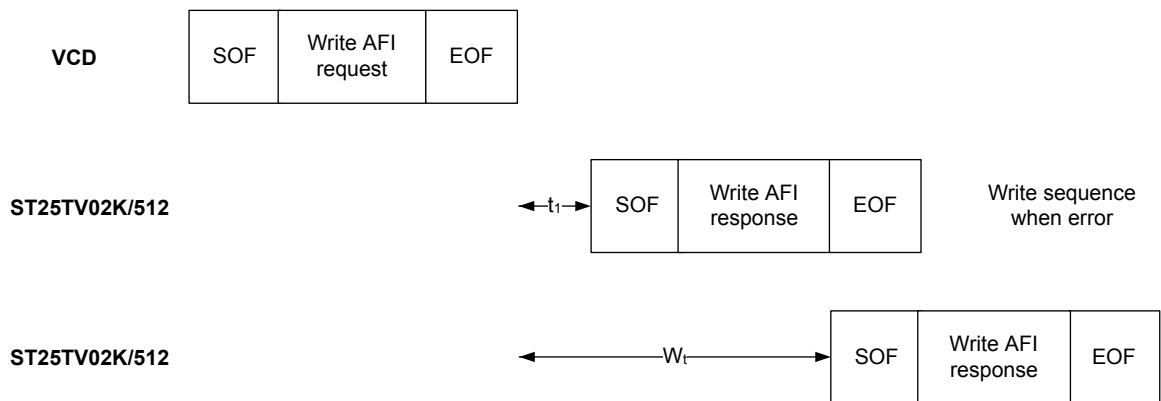 VCD
SOF
Write AFI
request
EOF
ST25TV02K/512
t1
SOF
Write AFI
response
EOF
Write sequence
when error
ST25TV02K/512
Wt
SOF
Write AFI
response
EOF